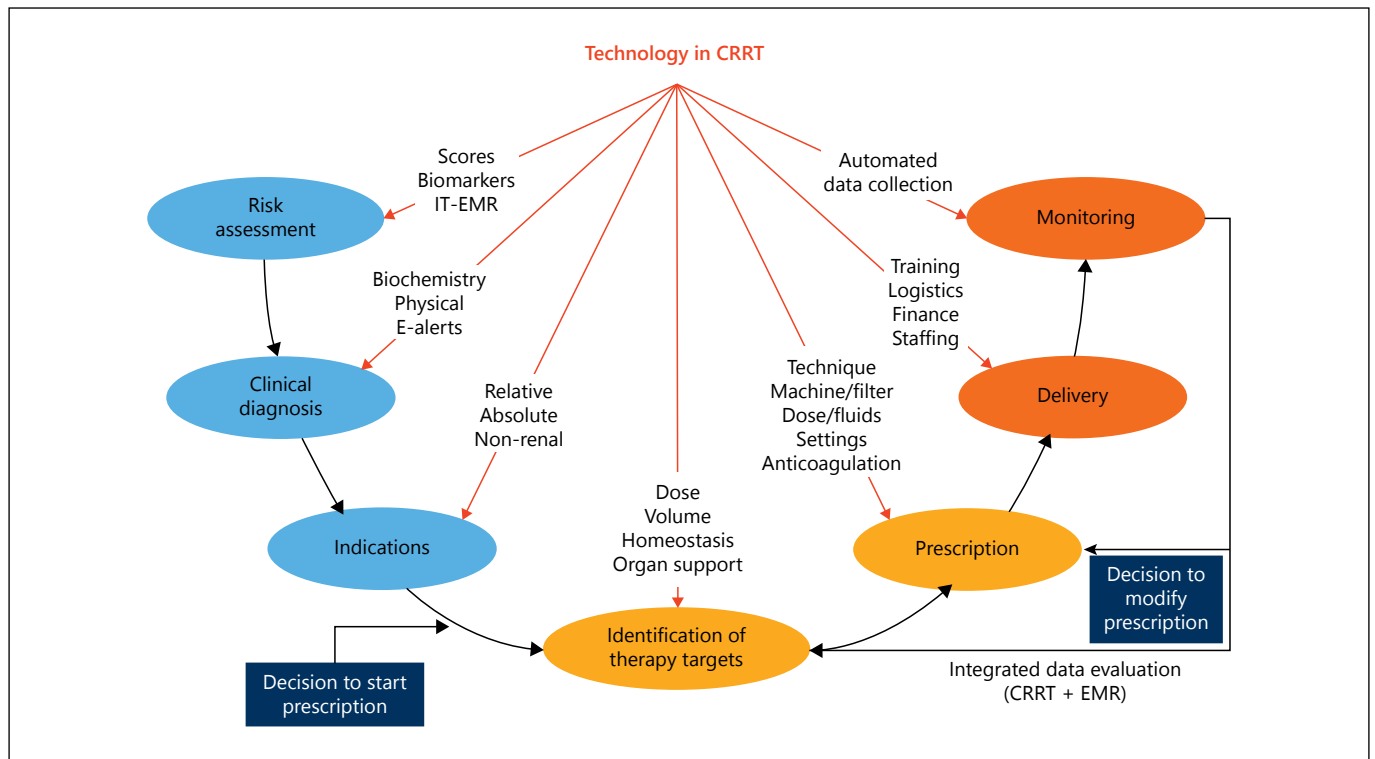 Technology in CRRT
Scores
Biomarkers
IT-EMR
Automated
data collection
Risk
assessment
Monitoring
Biochemistry
Physical
E-alerts
Training
Logistics
Finance
Staffing
Clinical
diagnosis
Relative
Absolute
Non-renal
Technique
Machine/filter
Dose/fluids
Settings
Anticoagulation
Delivery
Dose
Volume
Homeostasis
Organ support
Indications
Prescription
Decision to
modify
prescription
Identification of
therapy targets
Decision to start
prescription
Integrated data evaluation
(CRRT + EMR)